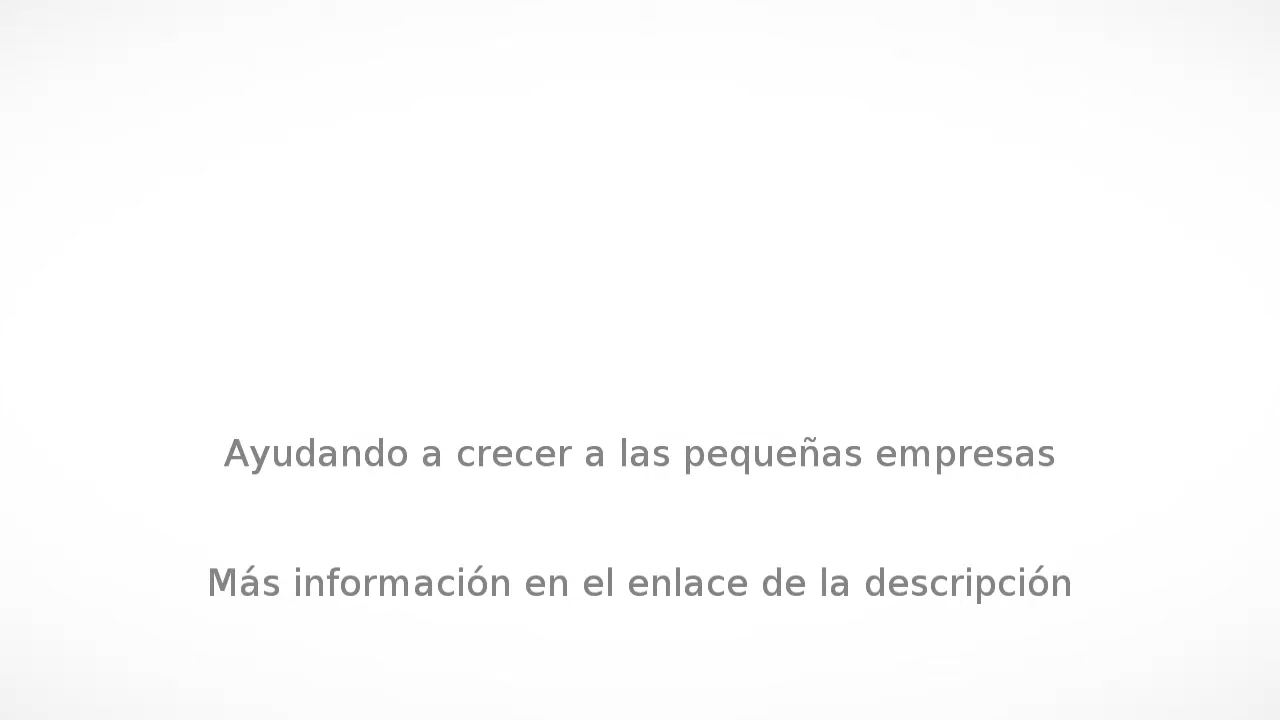 Ayudando a crecer a las pequeñas empresas
Más información en el enlace de la descripción